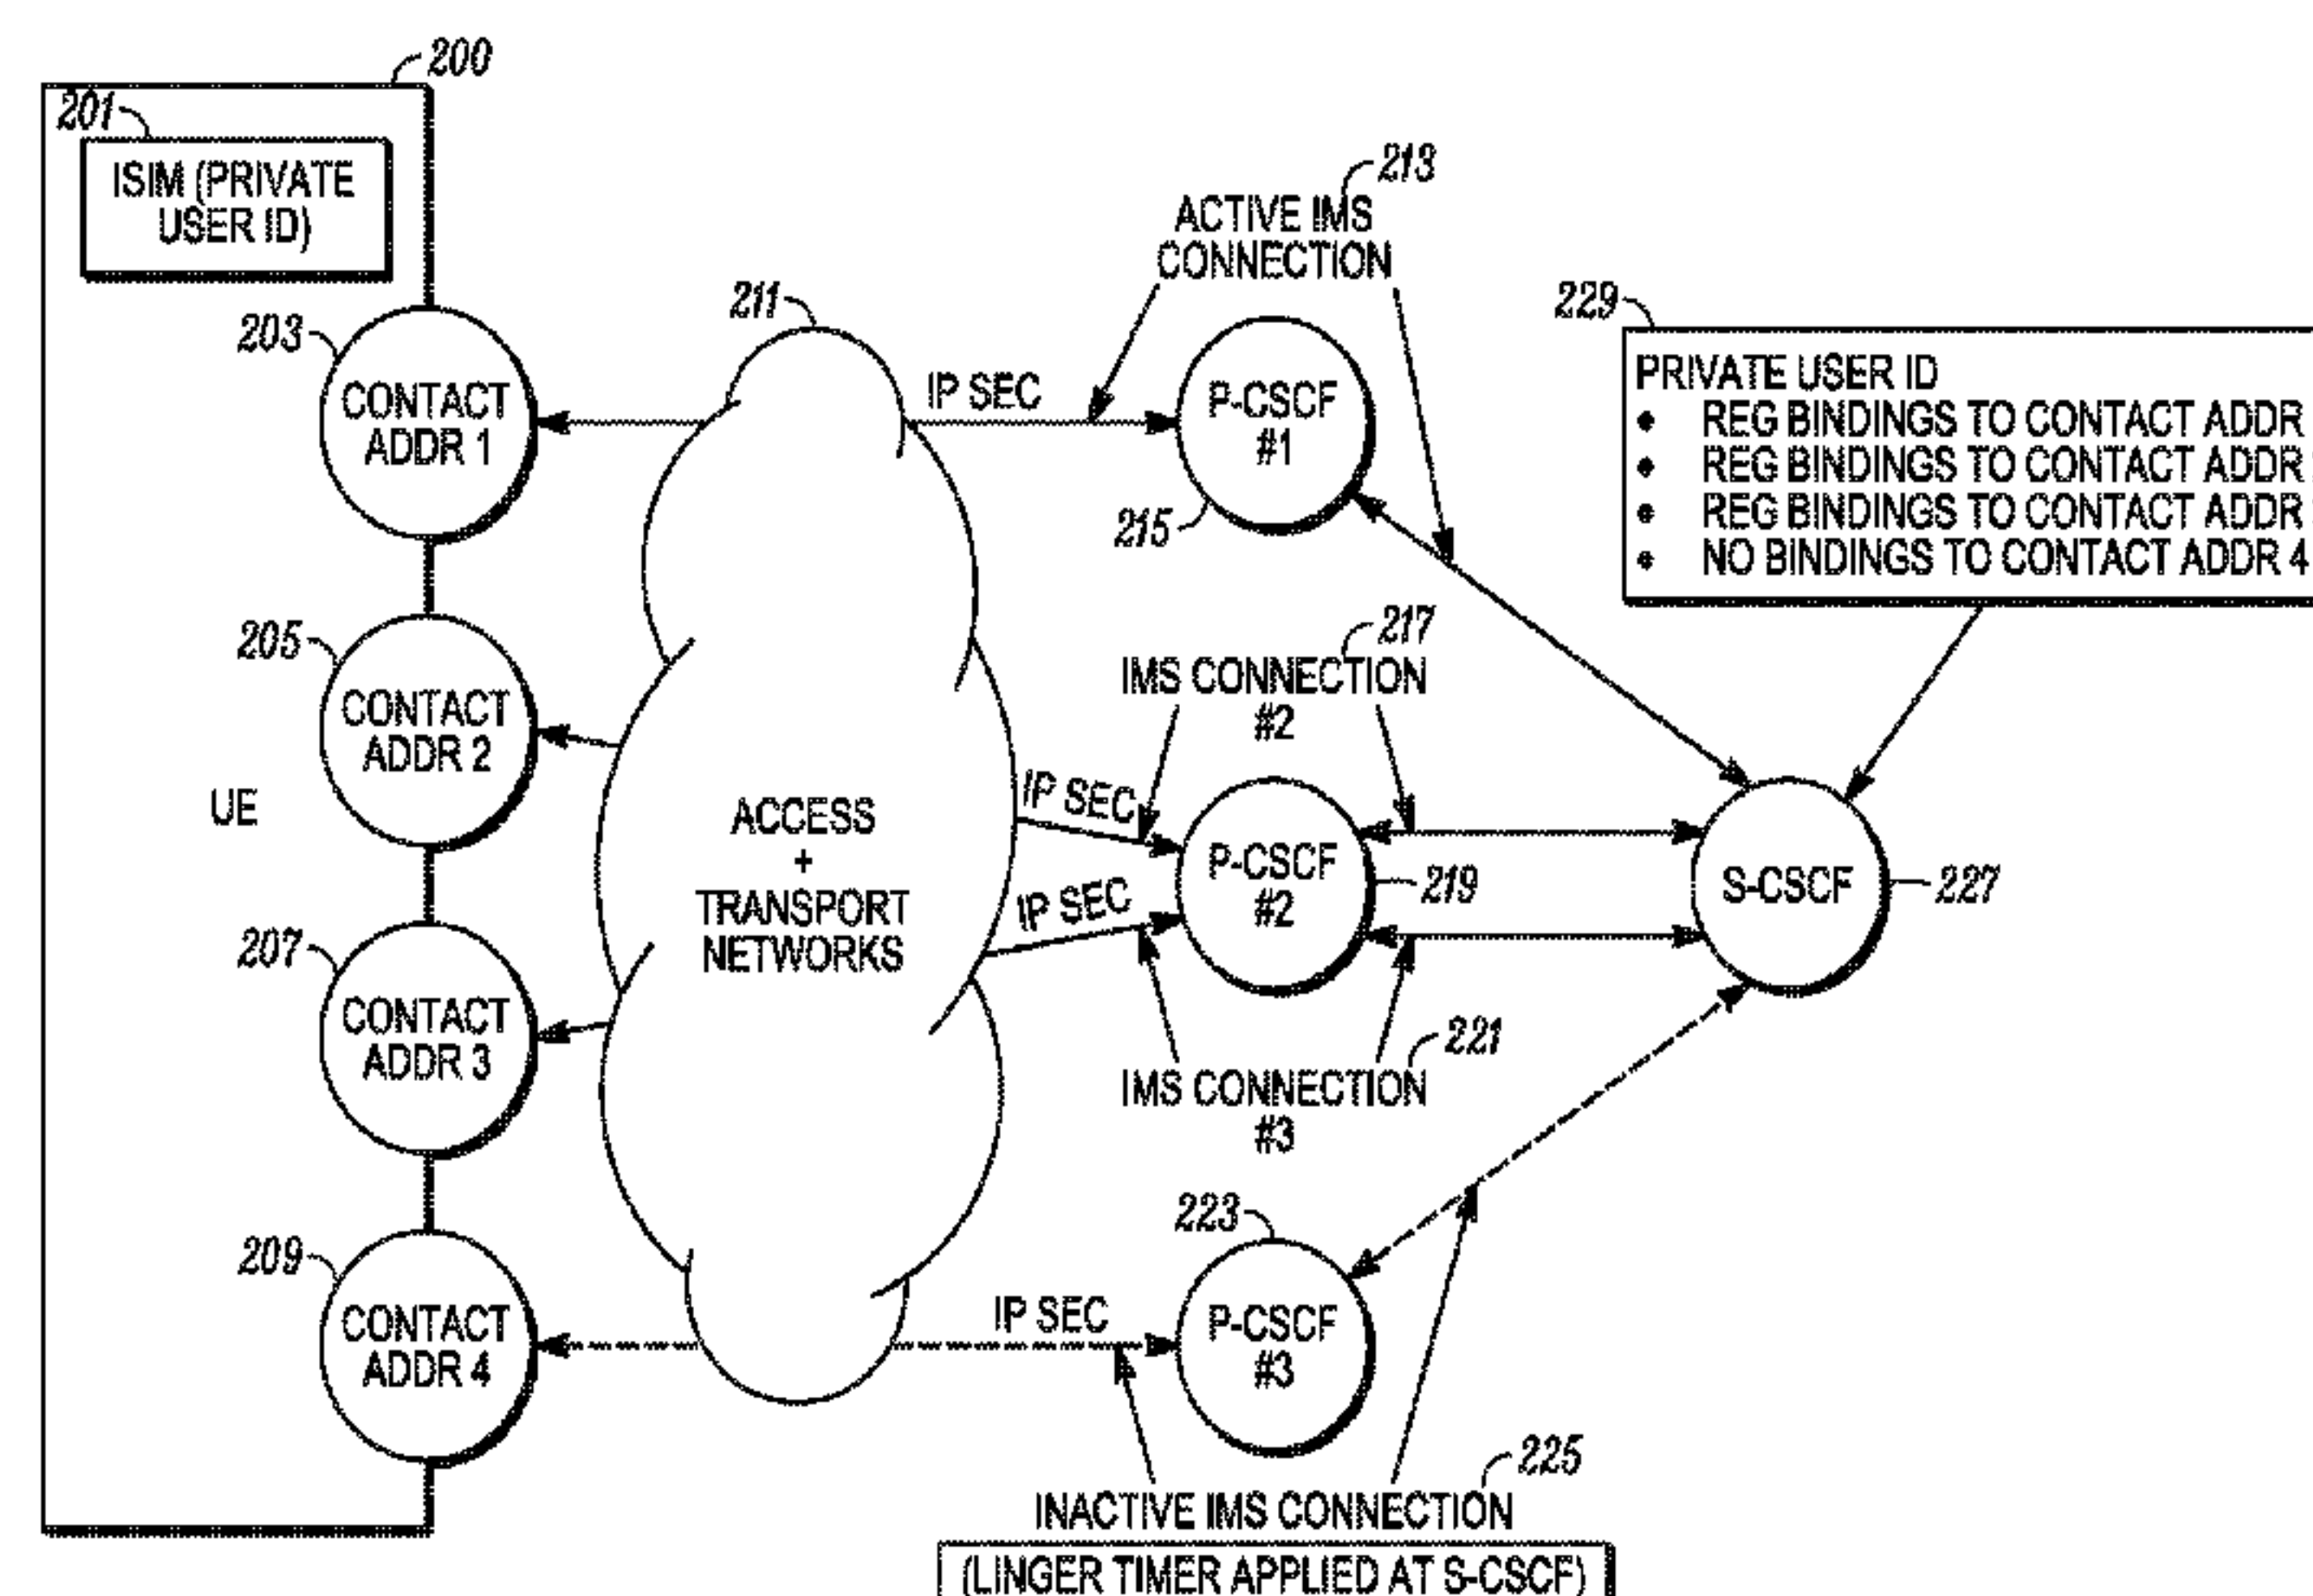 200
201
ISIM (PRIVATE
USER ID)
213
ACTIVE IMS
CONNECTION
203
211
229
CONTACT
ADDR 1
IP SEC
P-CSCF
#1
215
PRIVATE USER ID
• REG BINDINGS TO CONTACT ADDR
• REG BINDINGS TO CONTACT ADDR
• REG BINDINGS TO CONTACT ADDR
• NO BINDINGS TO CONTACT ADDR 4
205
CONTACT
ADDR 2
217
IMS CONNECTION
#2
UE
ACCESS
+
TRANSPORT
NETWORKS
IP SEC
IP SEC
P-CSCF
#2
219
S-CSCF
227
207
CONTACT
ADDR 3
221
IMS CONNECTION
#3
209
CONTACT
ADDR 4
223
IP SEC
P-CSCF
#3
225
INACTIVE IMS CONNECTION
(LINGER TIMER APPLIED AT S-CSCF)